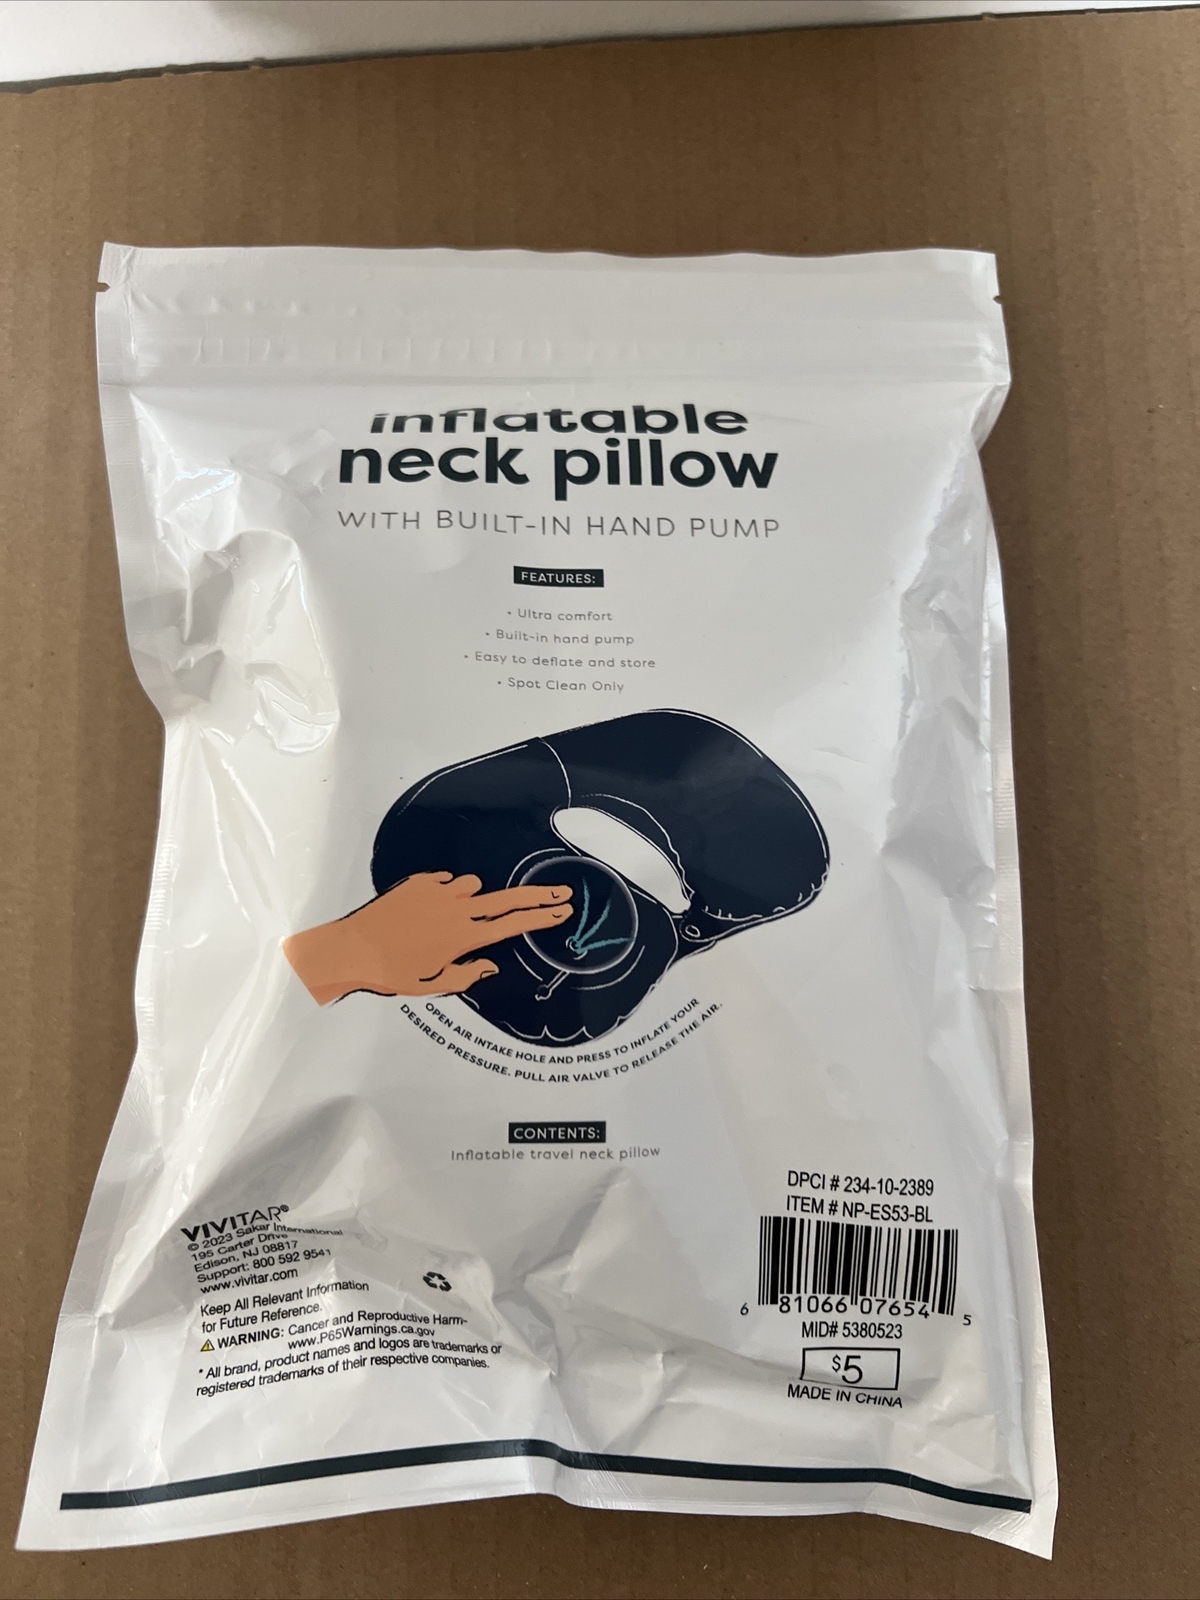 inflatable
neck pillow
WITH BUILT-IN HAND PUMP
FEATURES:
• Ultra comfort
• Built-in hand pump
• Easy to deflate and store
• Spot Clean Only
OPEN AIR INTAKE HOLE AND PRESS TO INFLATE YOUR
DESIRED PRESSURE. PULL AIR VALVE TO RELEASE THE AIR.
CONTENTS:
Inflatable travel neck pillow
VIVITAR®
© 2023 Sakar International
195 Carter Drive
Edison, NJ 08817
Support: 800 592 9541
www.vivitar.com
Keep All Relevant Information
for Future Reference.
WARNING: Cancer and Reproductive Harm-
www.P65Warnings.ca.gov
* All brand, product names and logos are trademarks or
registered trademarks of their respective companies.
DPCI # 234-10-2389
ITEM # NP-ES53-BL
6 81066 07654 5
MID# 5380523
$5
MADE IN CHINA